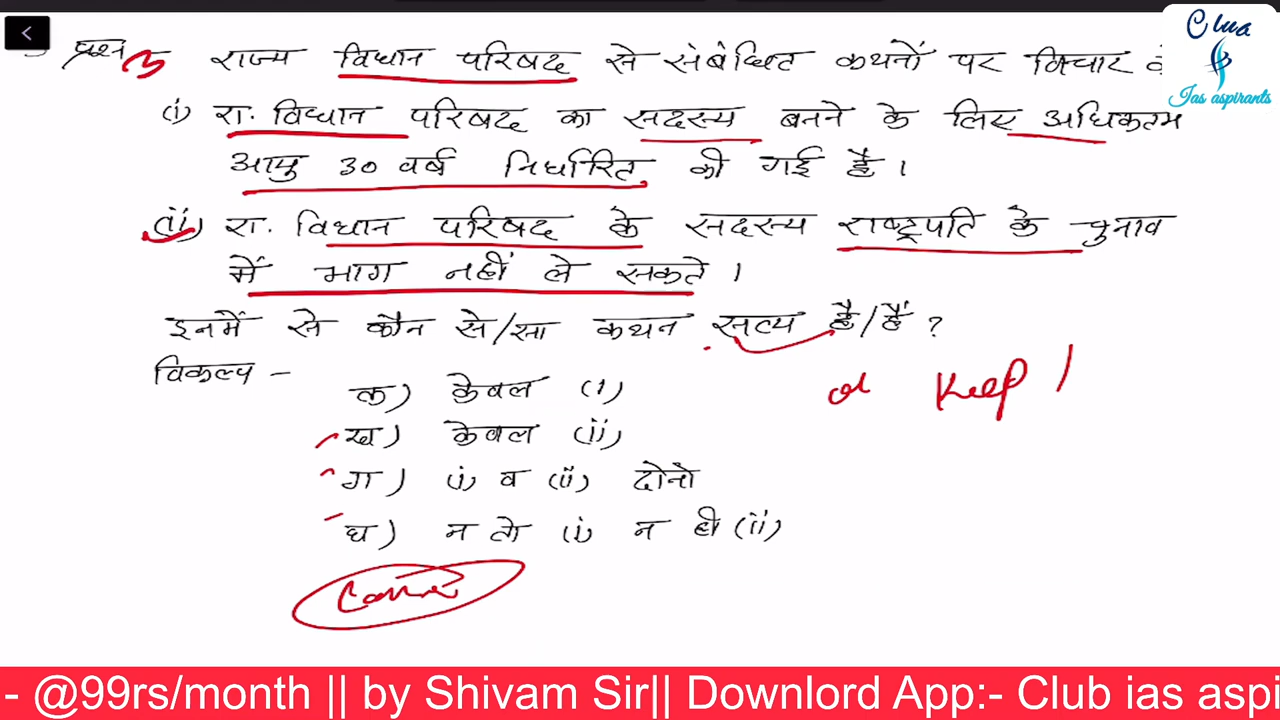 प्रश्न 3 राज्य विधान परिषद से संबंधित कथनों पर विचार
(i) रा. विधान परिषद का सदस्य बनने के लिए अधिकतम
आयु 30 वर्ष निर्धारित की गई है।
(ii) रा. विधान परिषद के सदस्य राष्ट्रपति के चुनाव
में भाग नहीं ले सकते।
इनमें से कौन से/सा कथन सत्य है/हैं ?
विकल्प –
क) केवल (i)
ख) केवल (ii)
ग) (i) व (ii) दोनो
घ) न तो (i) न ही (ii)
Keep
Clua
Ias aspirants
- @99rs/month || by Shivam Sir|| Downlord App:- Club ias aspi